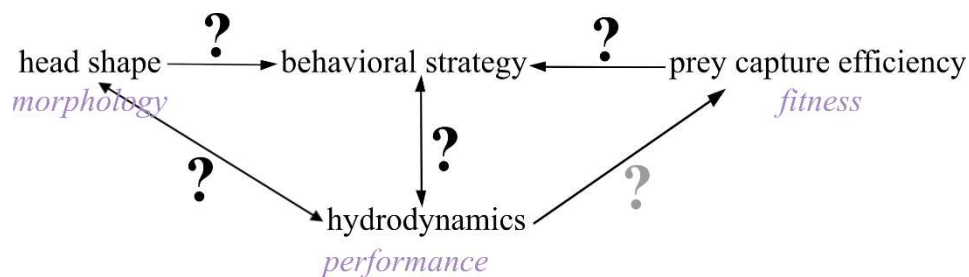 ? ?
head shape behavioral strategy prey capture efficiency
morphology fitness
? ? ?
hydrodynamics
performance